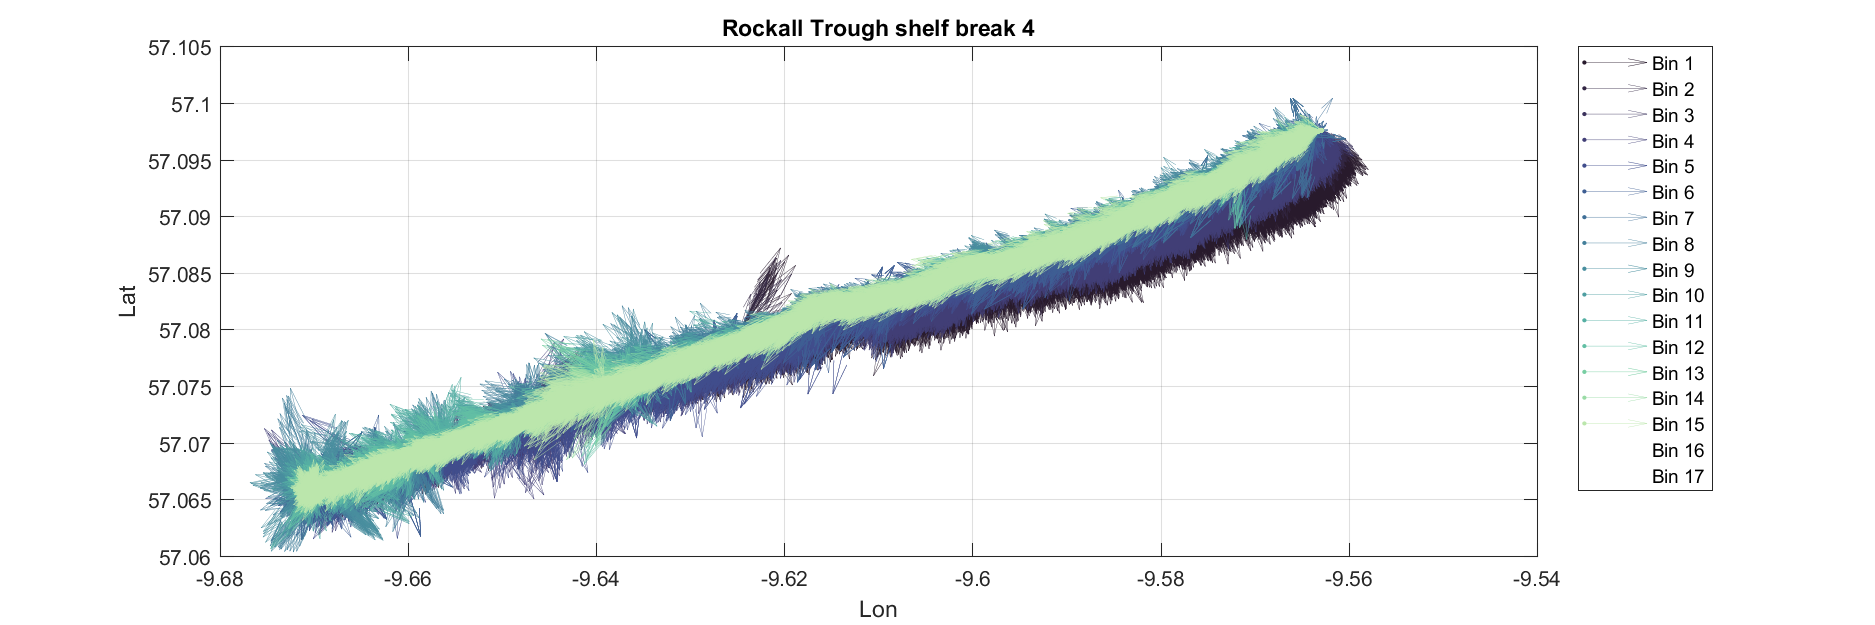 Rockall Trough shelf break 4
57.105
57.1
57.095
57.09
57.085
57.08
57.075
57.07
57.065
57.06
Lat
-9.68
-9.66
-9.64
-9.62
-9.6
-9.58
-9.56
-9.54
Lon
Bin 1
Bin 2
Bin 3
Bin 4
Bin 5
Bin 6
Bin 7
Bin 8
Bin 9
Bin 10
Bin 11
Bin 12
Bin 13
Bin 14
Bin 15
Bin 16
Bin 17